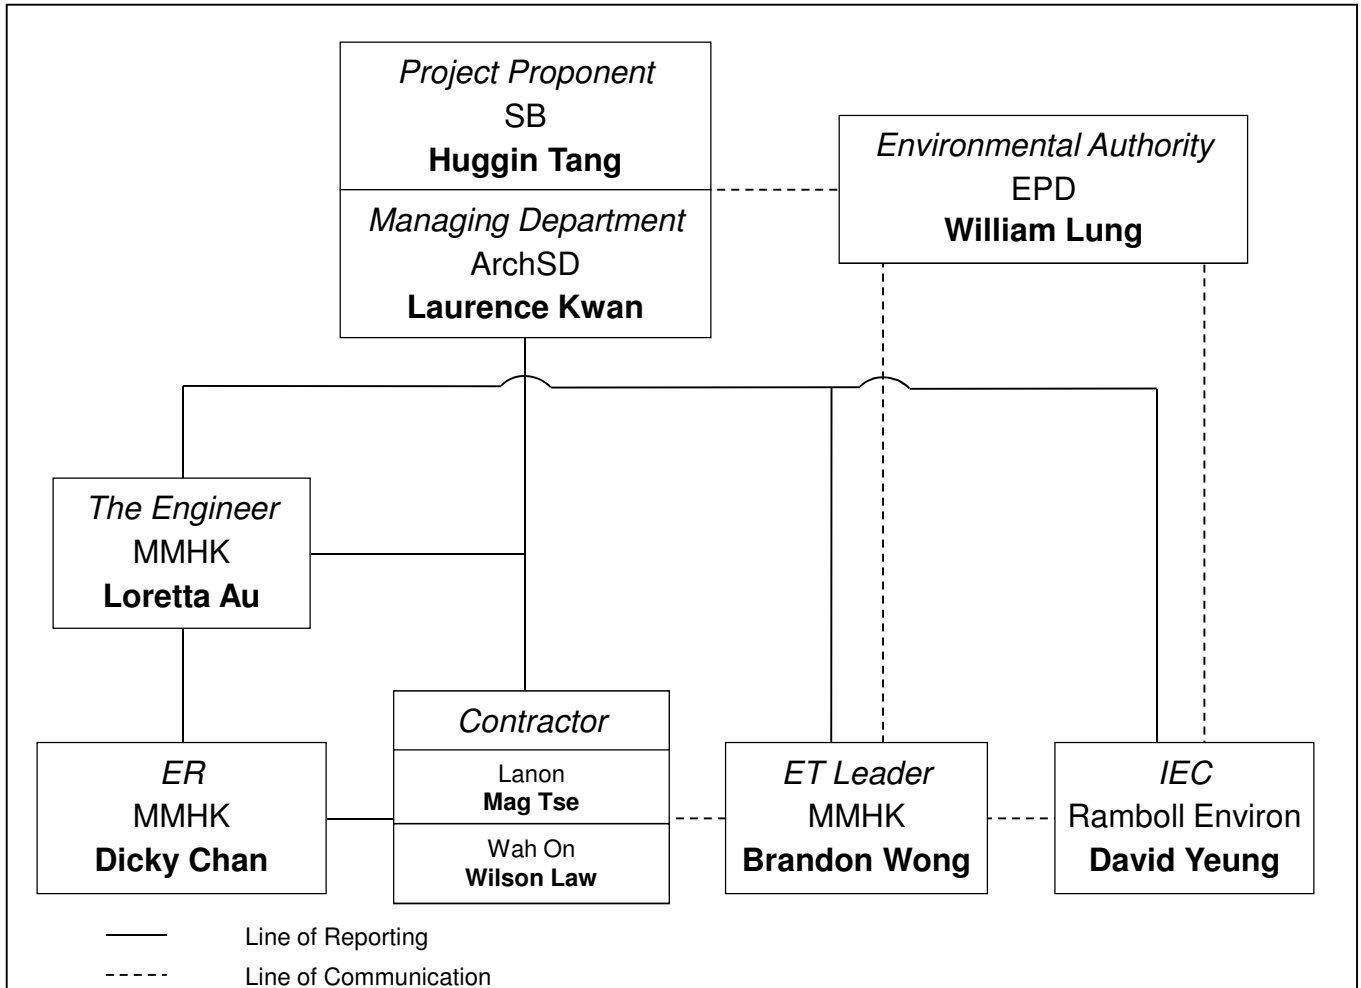 Project Proponent
SB
Huggin Tang
Managing Department
ArchSD
Laurence Kwan
Environmental Authority
EPD
William Lung
The Engineer
MMHK
Loretta Au
ER
MMHK
Dicky Chan
Contractor
Lanon
Mag Tse
Wah On
Wilson Law
ET Leader
MMHK
Brandon Wong
IEC
Ramboll Environ
David Yeung
Line of Reporting
Line of Communication